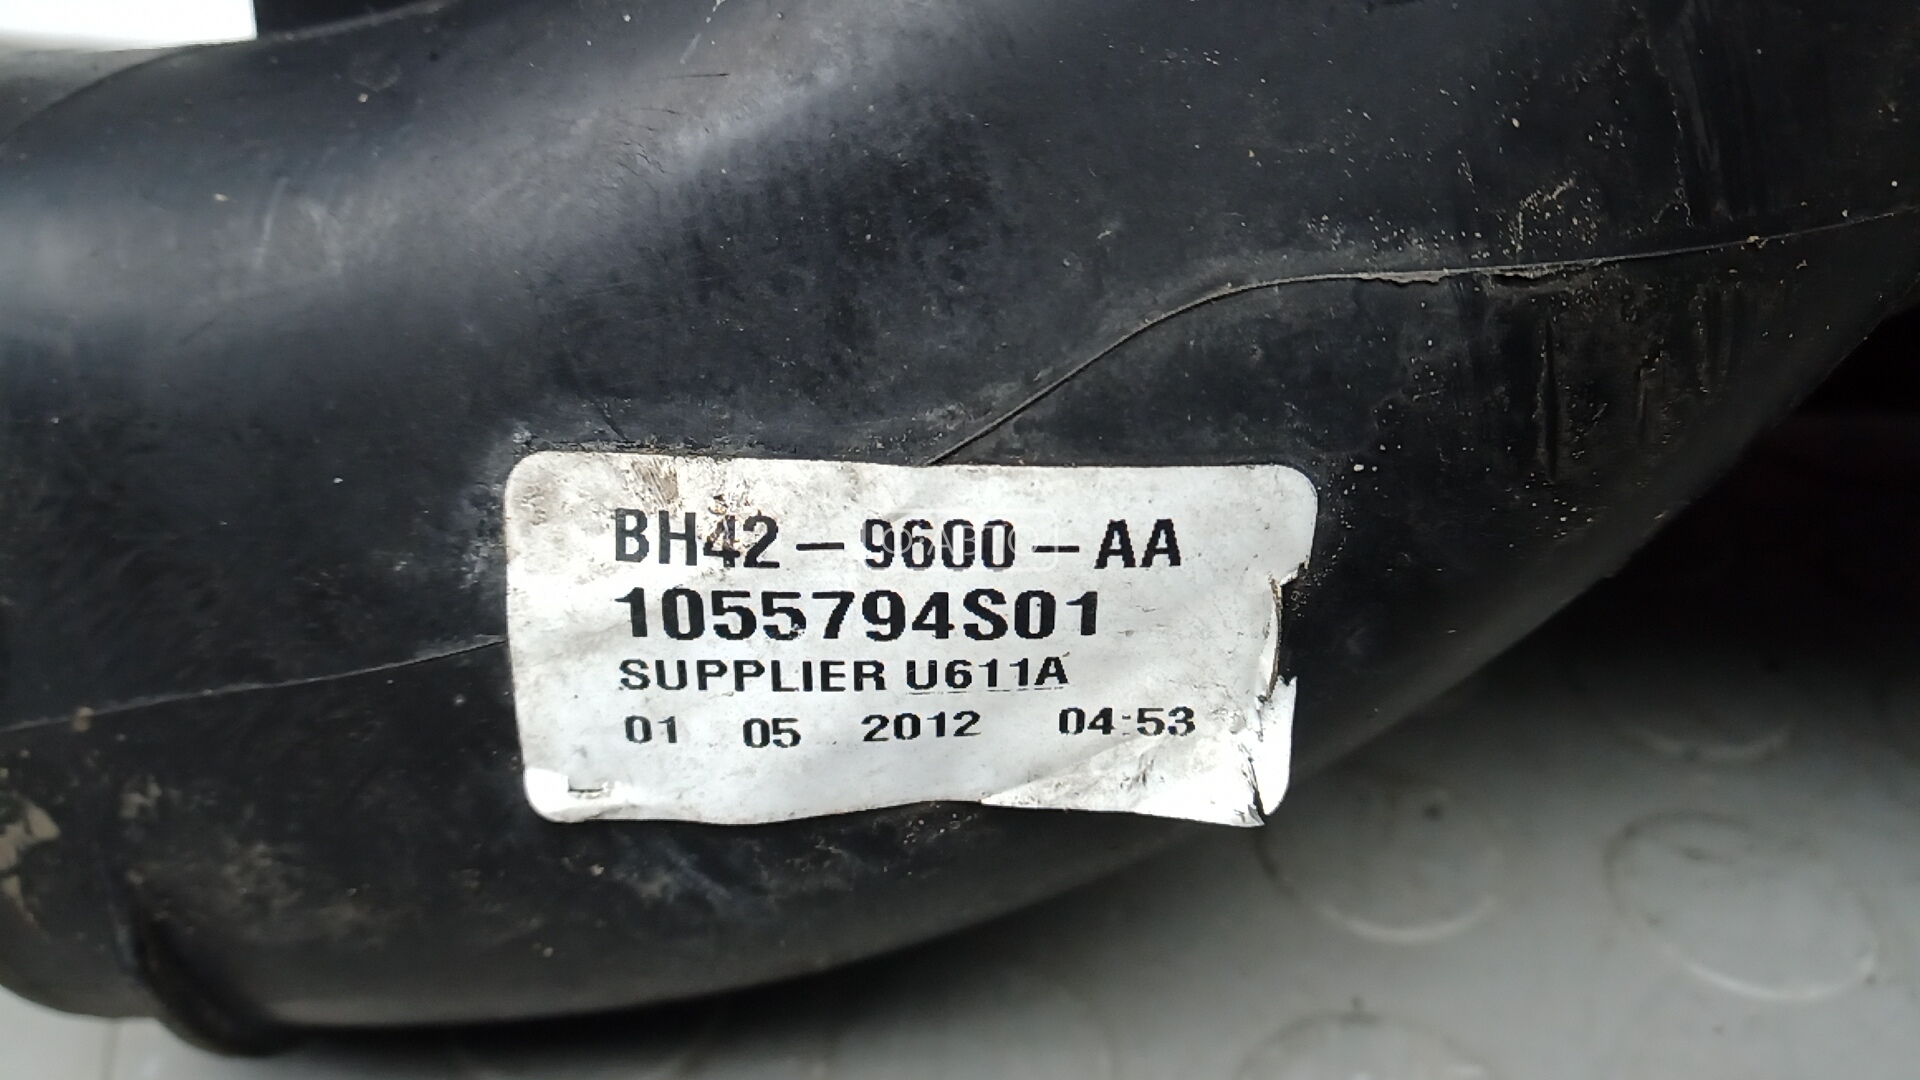 BH42-9600-AA
1055794S01
SUPPLIER U611A
01 05 2012 04:53